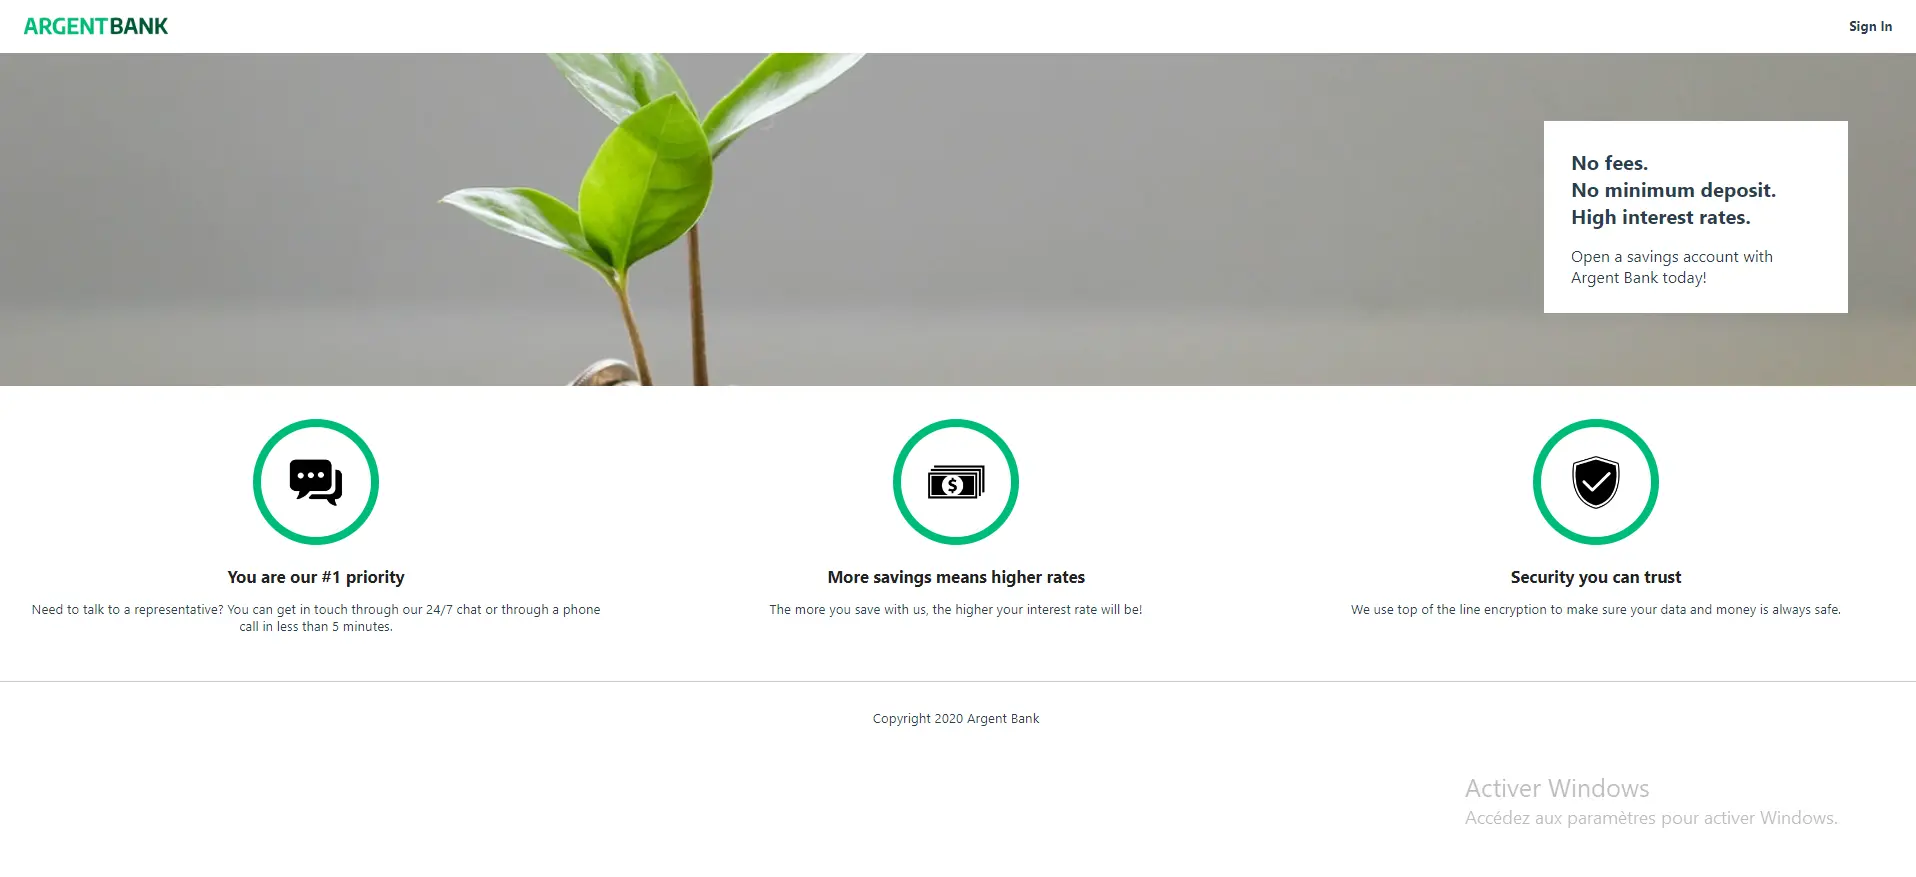 ARGENTBANK
Sign In
No fees.
No minimum deposit.
High interest rates.
Open a savings account with
Argent Bank today!
You are our #1 priority
Need to talk to a representative? You can get in touch through our 24/7 chat or through a phone
call in less than 5 minutes.
More savings means higher rates
The more you save with us, the higher your interest rate will be!
Security you can trust
We use top of the line encryption to make sure your data and money is always safe.
Copyright 2020 Argent Bank
Activer Windows
Accédez aux paramètres pour activer Windows.